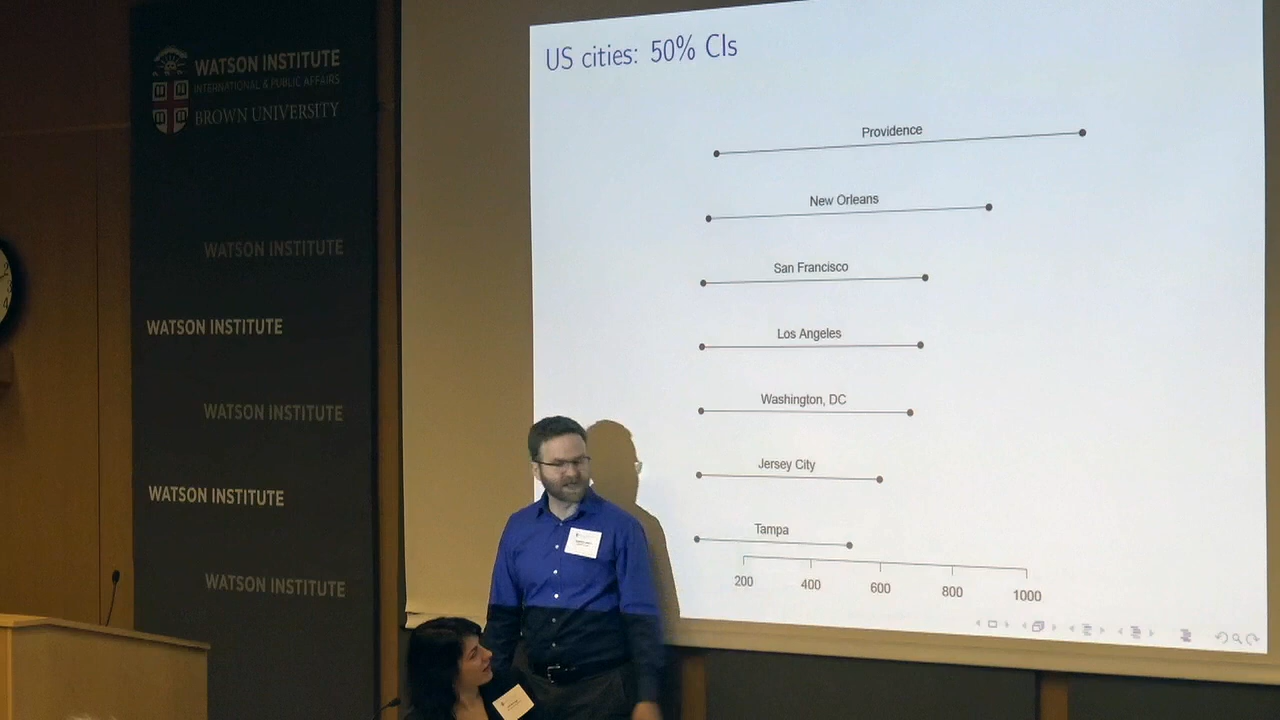 WATSON INSTITUTE
INTERNATIONAL & PUBLIC AFFAIRS
BROWN UNIVERSITY
WATSON INSTITUTE
WATSON INSTITUTE
WATSON INSTITUTE
WATSON INSTITUTE
WATSON INSTITUTE
US cities: 50% CIs
Providence
New Orleans
San Francisco
Los Angeles
Washington, DC
Jersey City
Tampa
200 400 600 800 1000